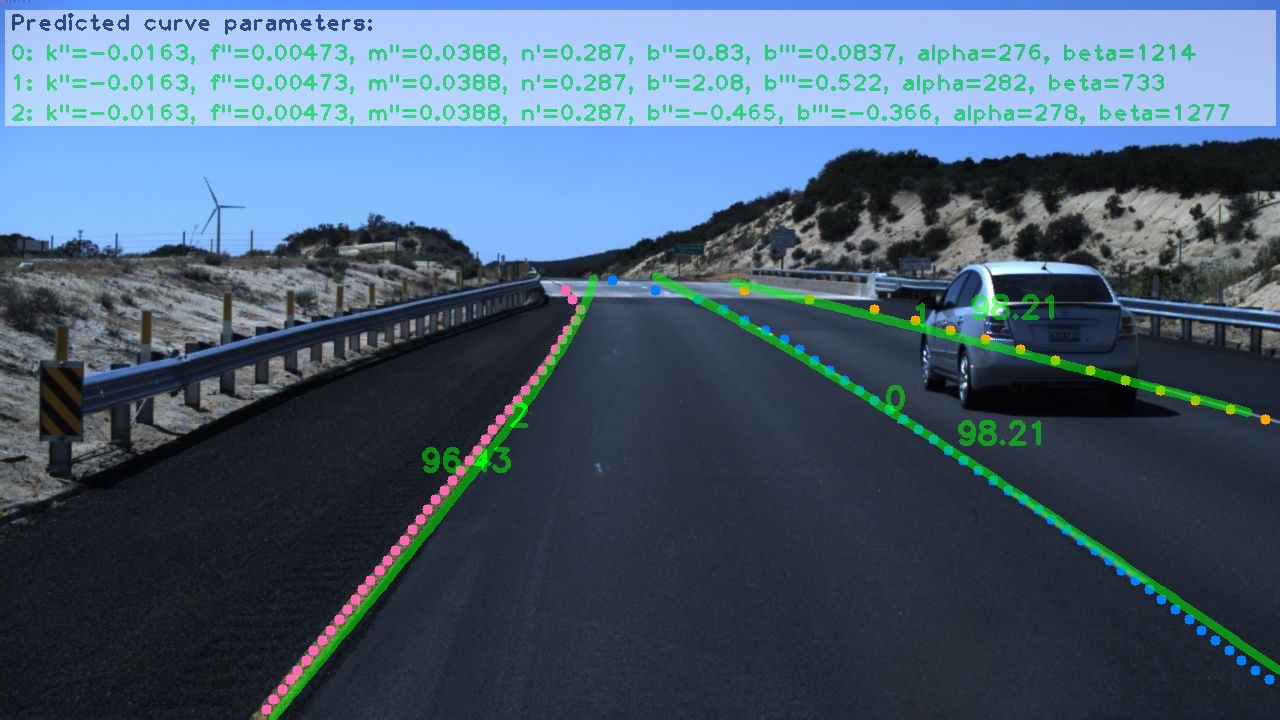 Predicted curve parameters:
0: k''=-0.0163, f''=0.00473, m''=0.0388, n'=0.287, b''=0.83, b'''=0.0837, alpha=276, beta=1214
1: k''=-0.0163, f''=0.00473, m''=0.0388, n'=0.287, b''=2.08, b'''=0.522, alpha=282, beta=733
2: k''=-0.0163, f''=0.00473, m''=0.0388, n'=0.287, b''=-0.465, b'''=-0.366, alpha=278, beta=1277
1 98.21
0
98.21
2
96.43